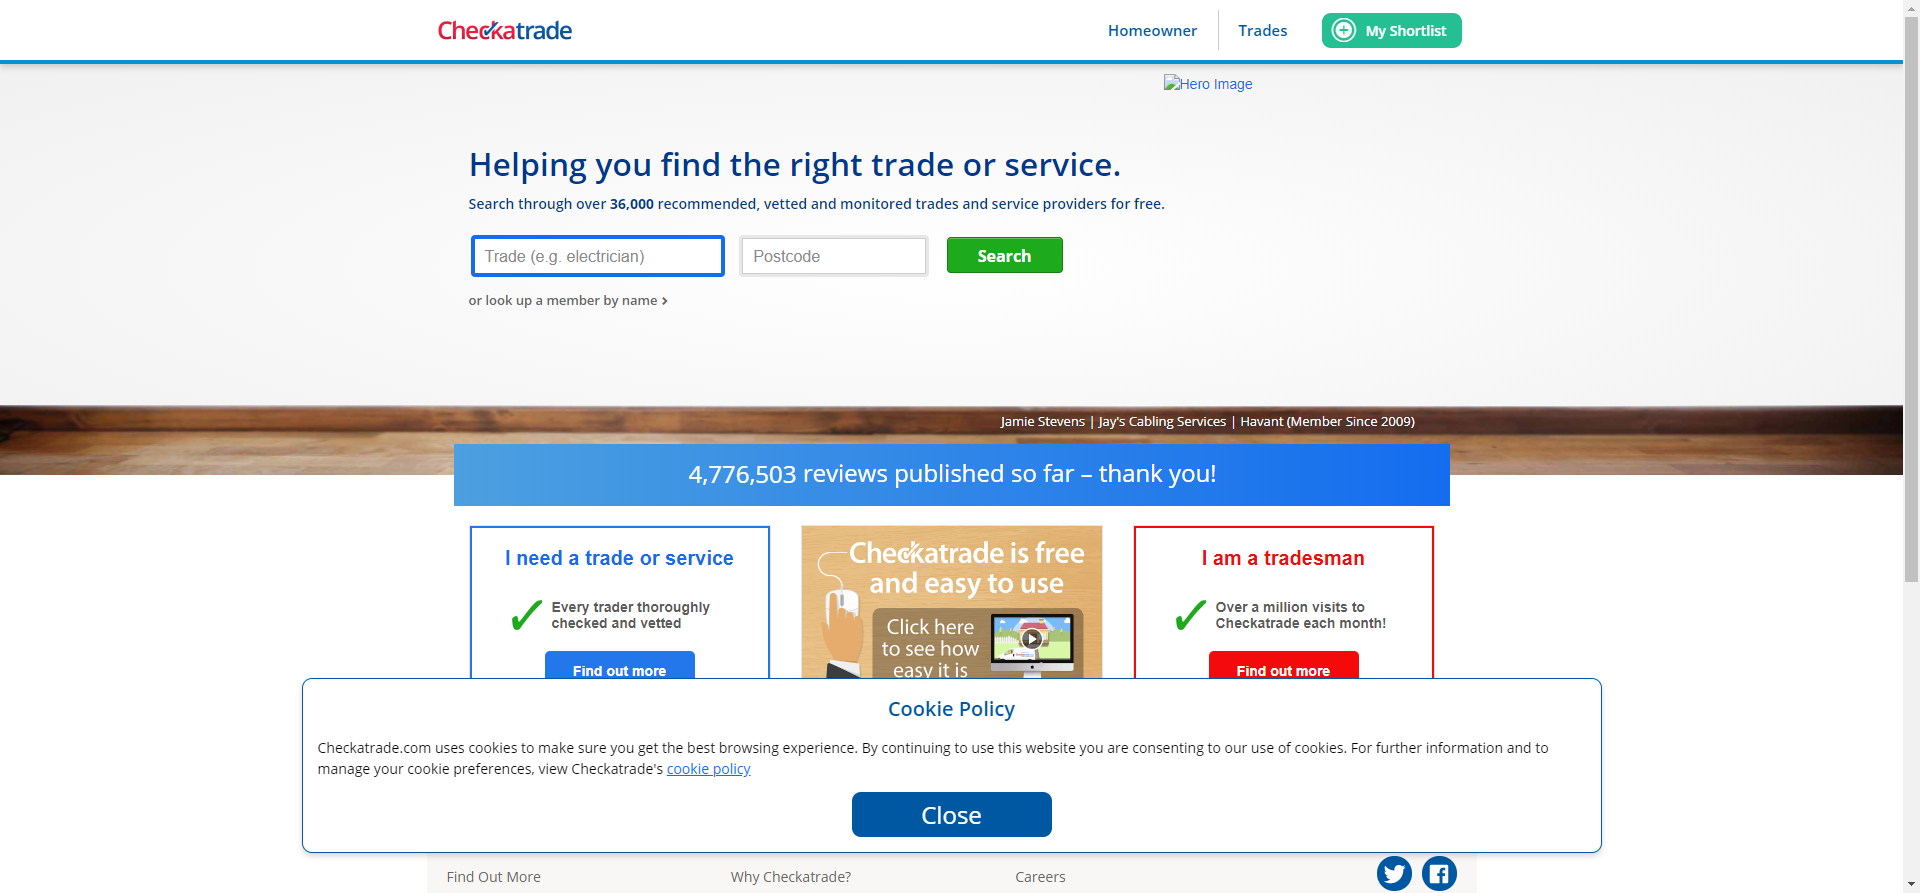 Checkatrade
Homeowner
Trades
My Shortlist
Hero Image
Helping you find the right trade or service.
Search through over 36,000 recommended, vetted and monitored trades and service providers for free.
Trade (e.g. electrician)
Postcode
Search
or look up a member by name
Jamie Stevens | Jay's Cabling Services | Havant (Member Since 2009)
4,776,503 reviews published so far – thank you!
I need a trade or service
Every trader thoroughly
checked and vetted
Find out more
Checkatrade is free
and easy to use
Click here
to see how
easy it is
I am a tradesman
Over a million visits to
Checkatrade each month!
Find out more
Cookie Policy
Checkatrade.com uses cookies to make sure you get the best browsing experience. By continuing to use this website you are consenting to our use of cookies. For further information and to
manage your cookie preferences, view Checkatrade's cookie policy
Close
Find Out More
Why Checkatrade?
Careers